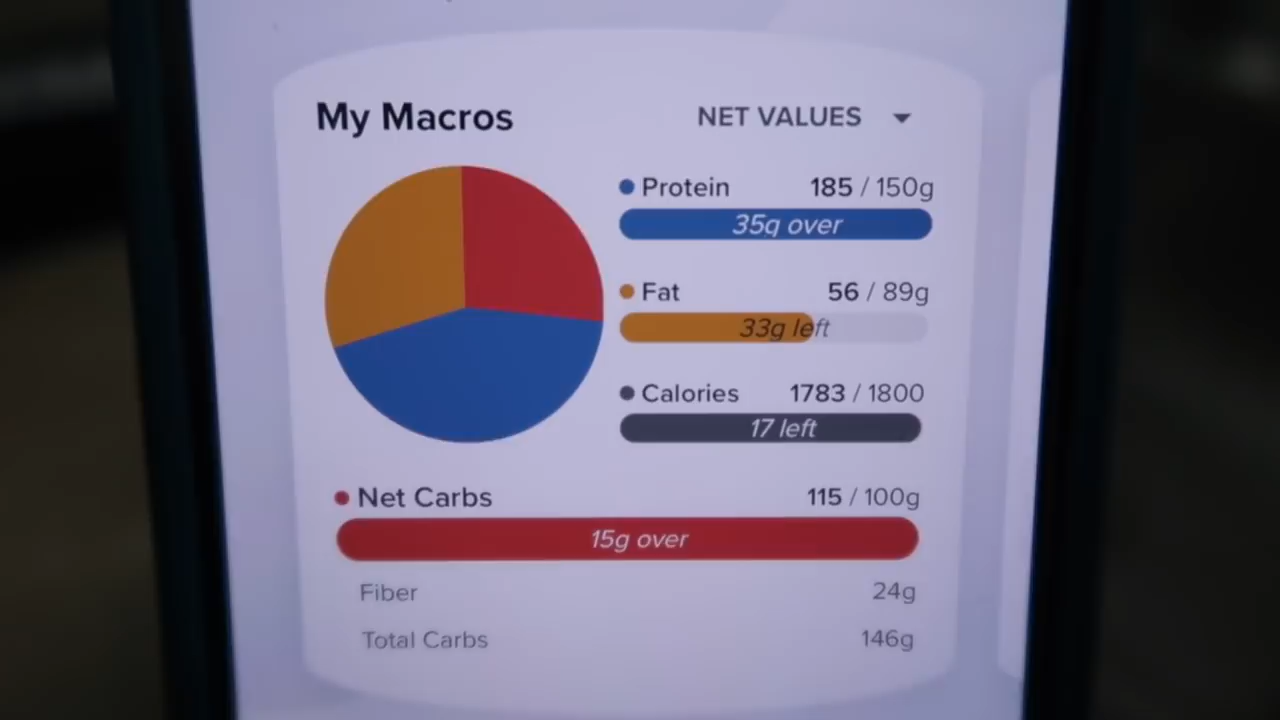 My Macros
NET VALUES
Protein 185 / 150g
35g over
Fat 56 / 89g
33g left
Calories 1783 / 1800
17 left
Net Carbs 115 / 100g
15g over
Fiber 24g
Total Carbs 146g